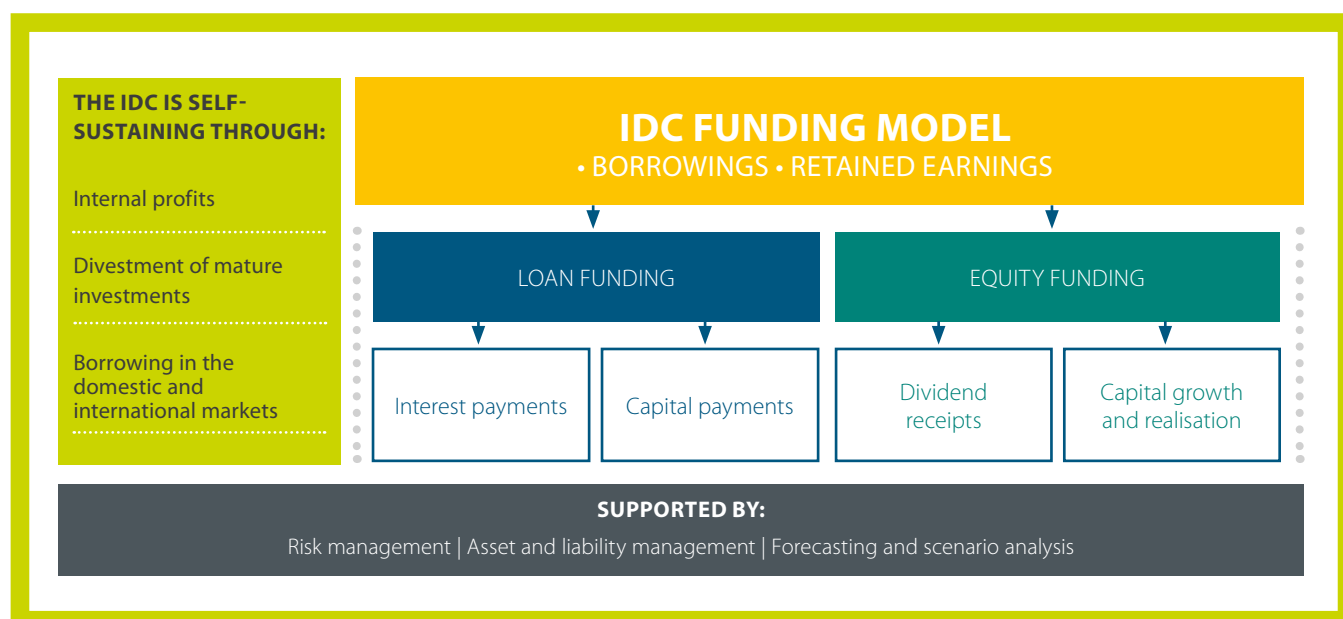 THE IDC IS SELF-
SUSTAINING THROUGH:
Internal profits
Divestment of mature
investments
Borrowing in the
domestic and
international markets
IDC FUNDING MODEL
• BORROWINGS • RETAINED EARNINGS
LOAN FUNDING
EQUITY FUNDING
Interest payments
Capital payments
Dividend
receipts
Capital growth
and realisation
SUPPORTED BY:
Risk management | Asset and liability management | Forecasting and scenario analysis